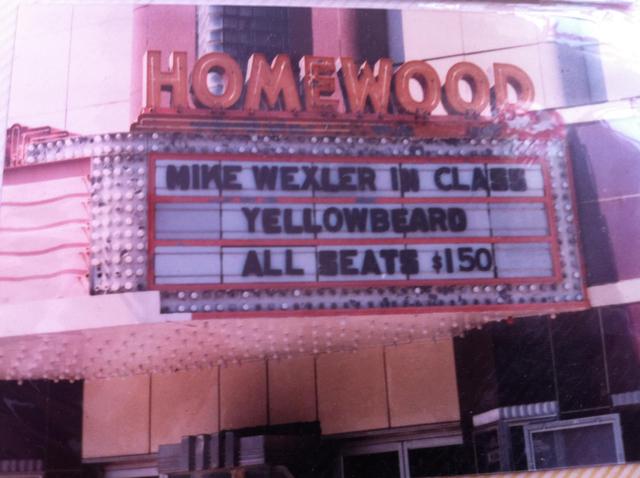 HOMEWOOD
MIKE WEXLER IN CLASS
YELLOWBEARD
ALL SEATS $150